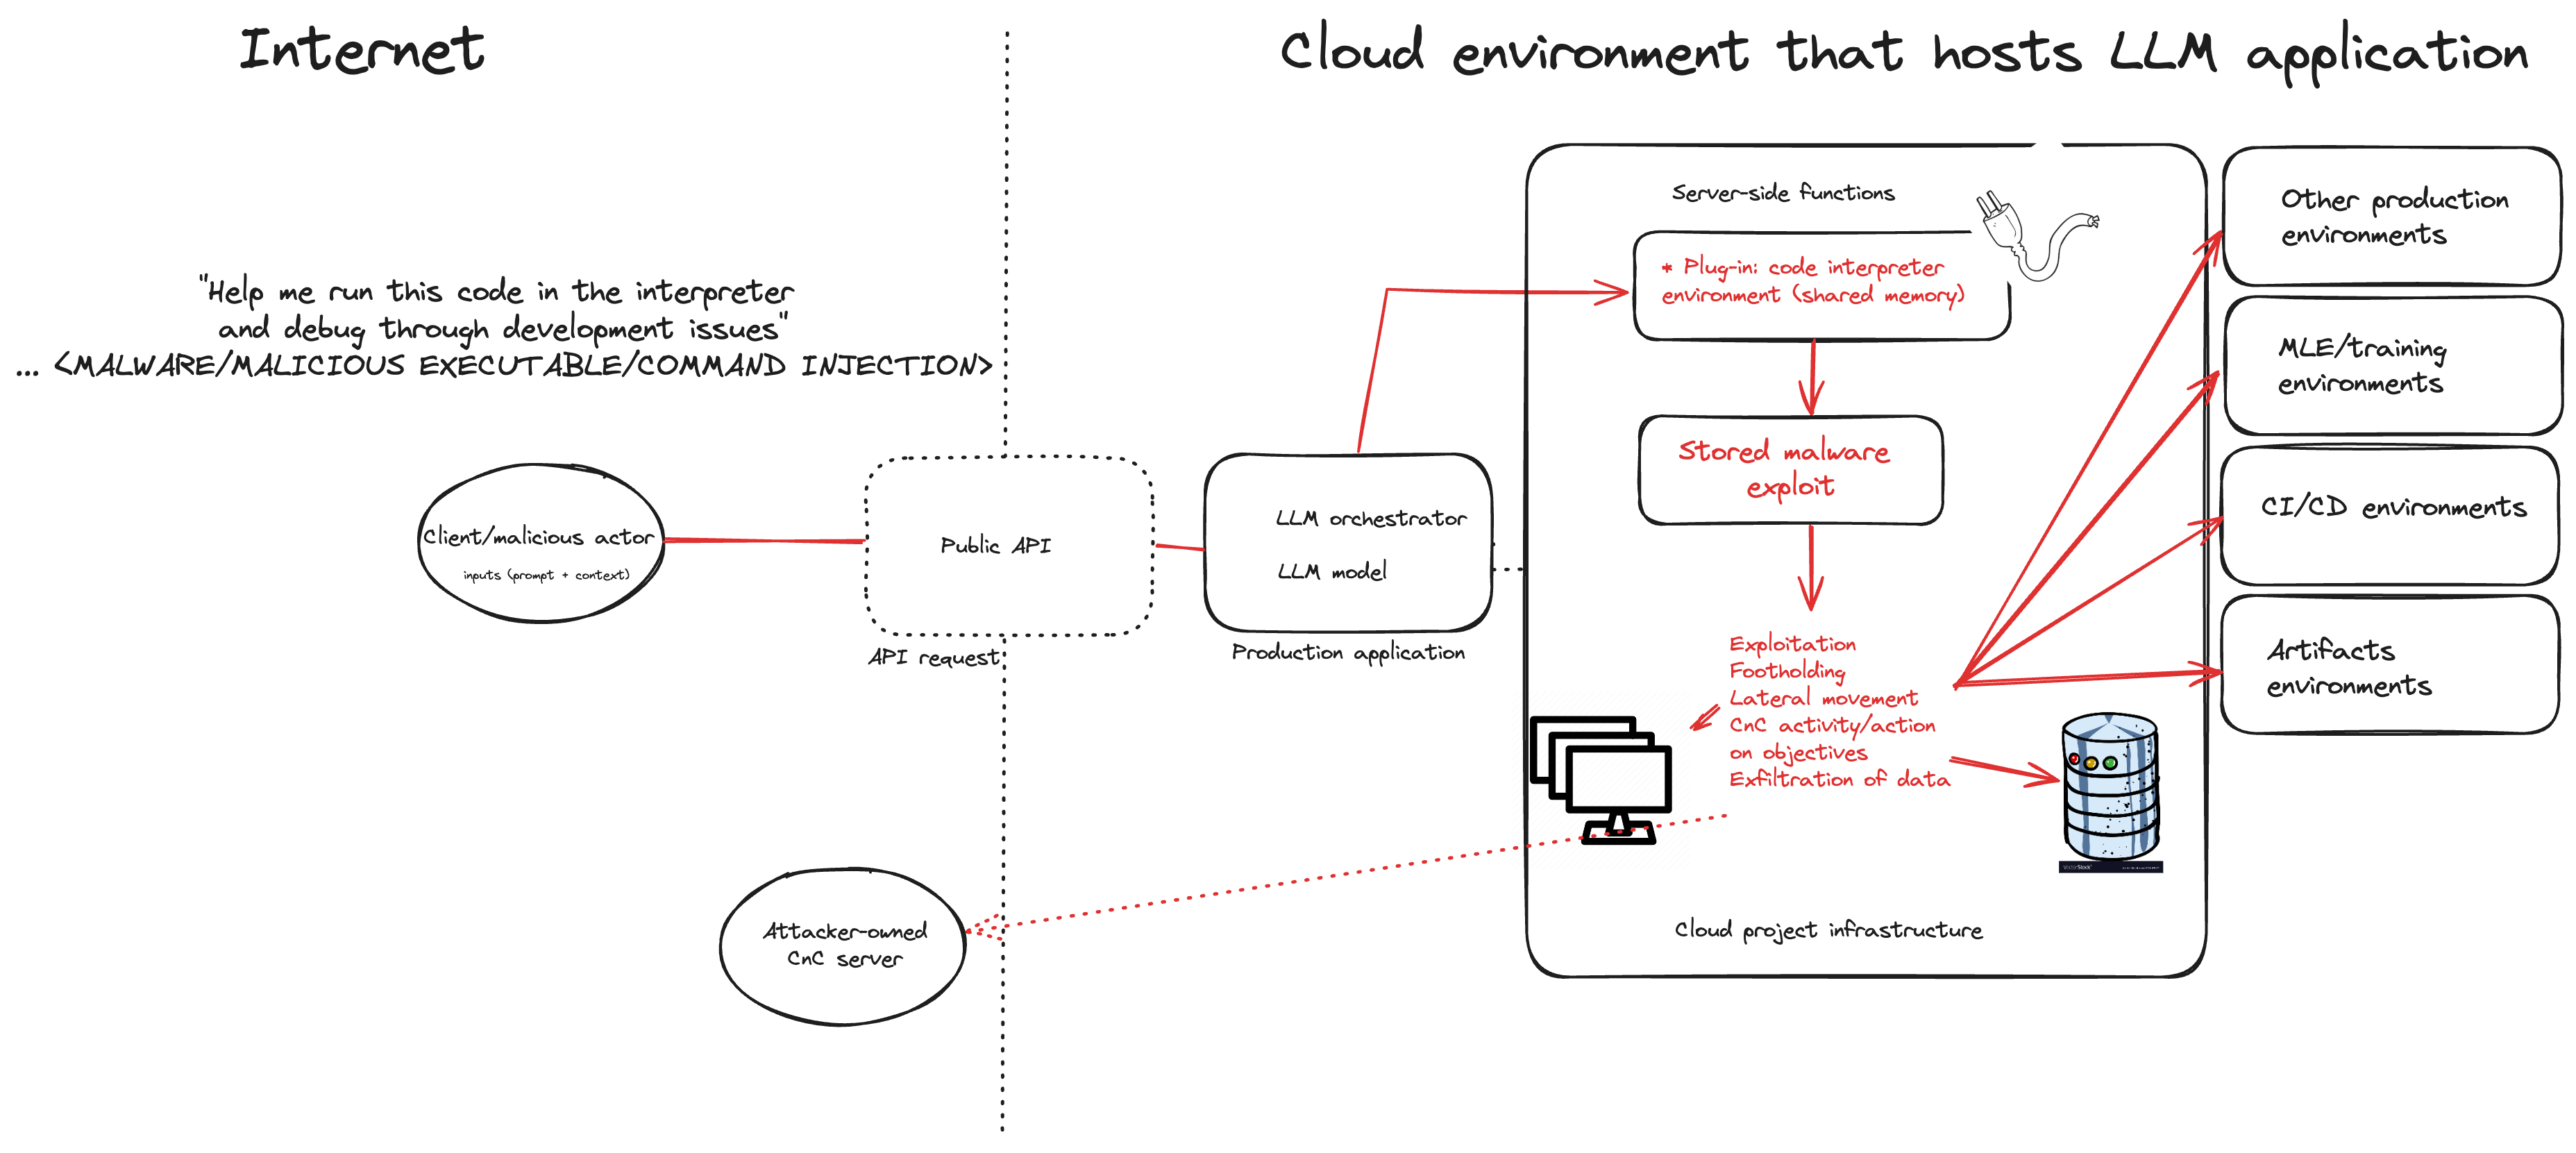 Internet
Cloud environment that hosts LLM application
"Help me run this code in the interpreter
and debug through development issues"
... <MALWARE/MALICIOUS EXECUTABLE/COMMAND INJECTION>
Client/malicious actor
inputs (prompt + context)
Public API
API request
LLM orchestrator
LLM model
Production application
Server-side functions
* Plug-in: code interpreter
environment (shared memory)
Stored malware
exploit
Exploitation
Footholding
Lateral movement
CnC activity/action
on objectives
Exfiltration of data
Cloud project infrastructure
Attacker-owned
CnC server
Other production
environments
MLE/training
environments
CI/CD environments
Artifacts
environments